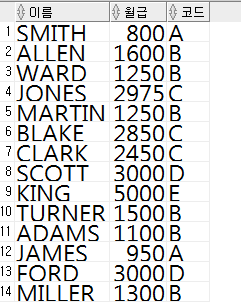 이름 월급 코드
1 SMITH 800 A
2 ALLEN 1600 B
3 WARD 1250 B
4 JONES 2975 C
5 MARTIN 1250 B
6 BLAKE 2850 C
7 CLARK 2450 C
8 SCOTT 3000 D
9 KING 5000 E
10 TURNER 1500 B
11 ADAMS 1100 B
12 JAMES 950 A
13 FORD 3000 D
14 MILLER 1300 B